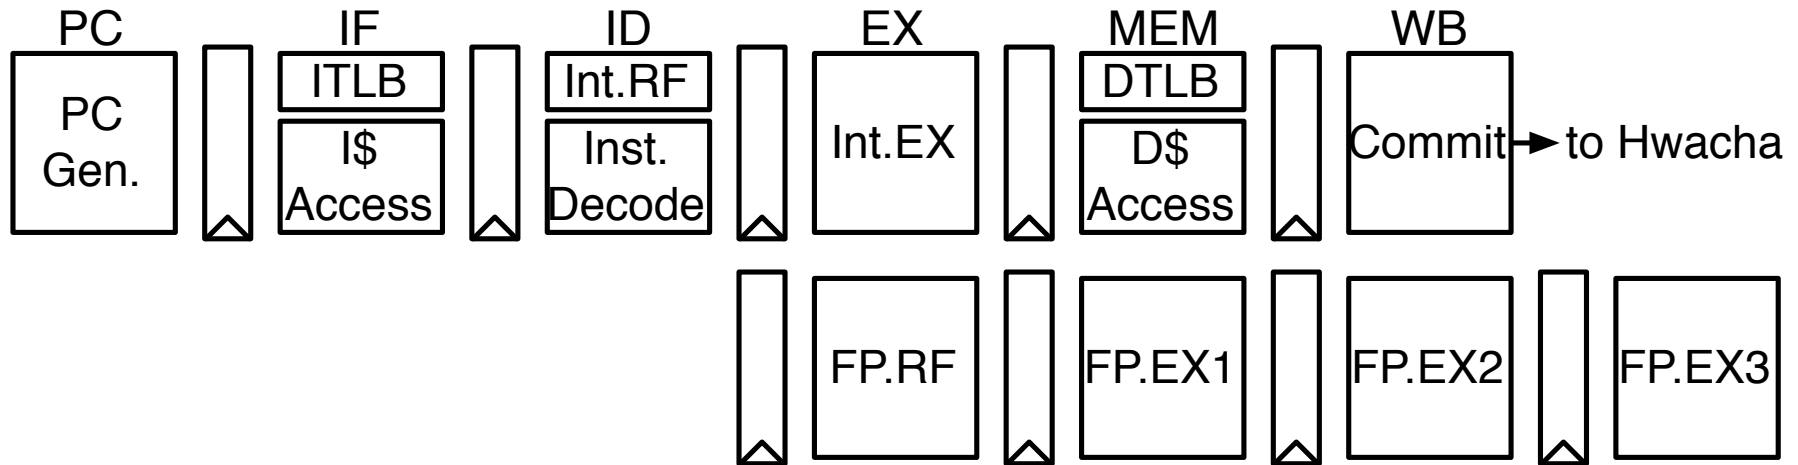 PC IF ID EX MEM WB
PC
Gen.
ITLB
I$
Access
Int.RF
Inst.
Decode
Int.EX
DTLB
D$
Access
Commit
to Hwacha
FP.RF
FP.EX1
FP.EX2
FP.EX3